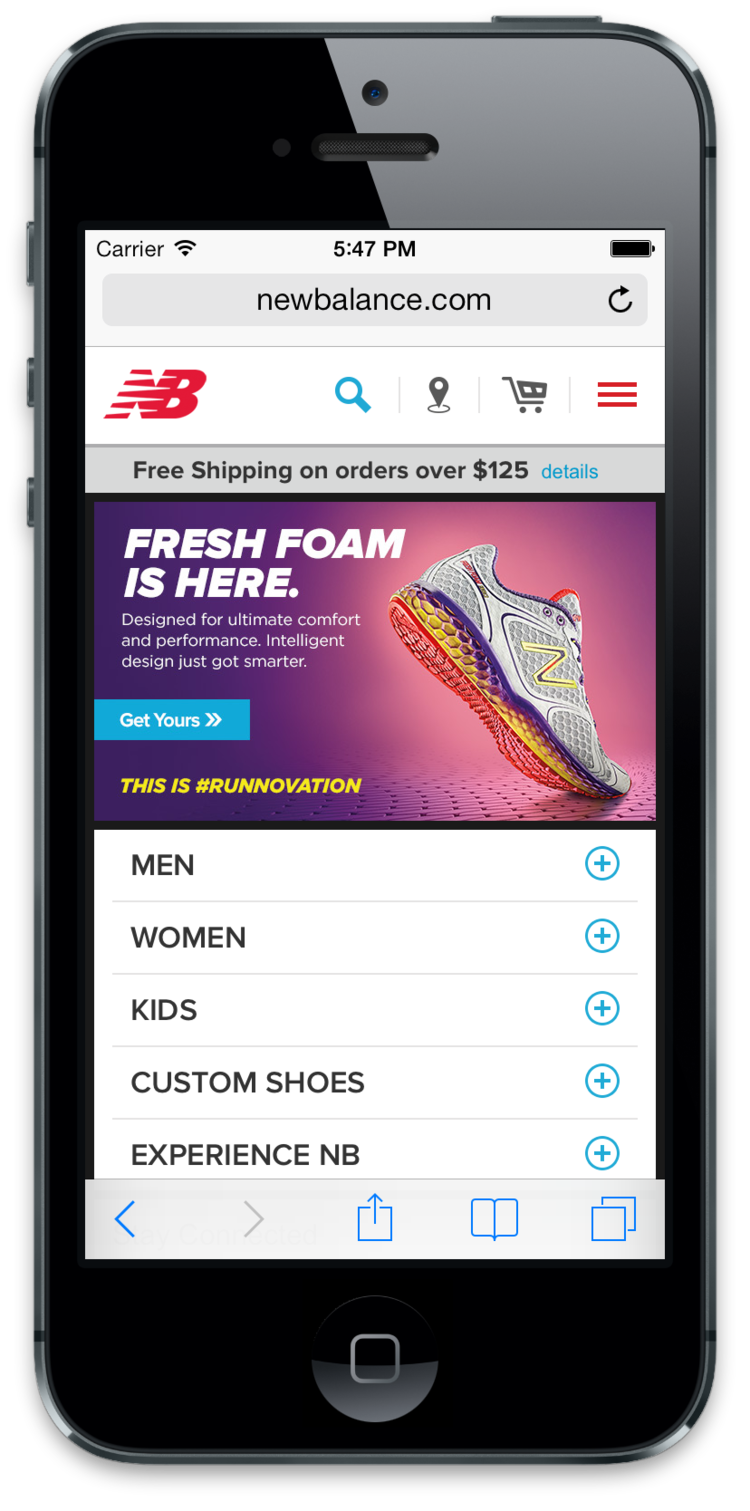 Carrier
5:47 PM
newbalance.com
NB
Free Shipping on orders over $125 details
FRESH FOAM
IS HERE.
Designed for ultimate comfort
and performance. Intelligent
design just got smarter.
N
Get Yours
THIS IS #RUNNOVATION
MEN
WOMEN
KIDS
CUSTOM SHOES
EXPERIENCE NB
Stay Connected